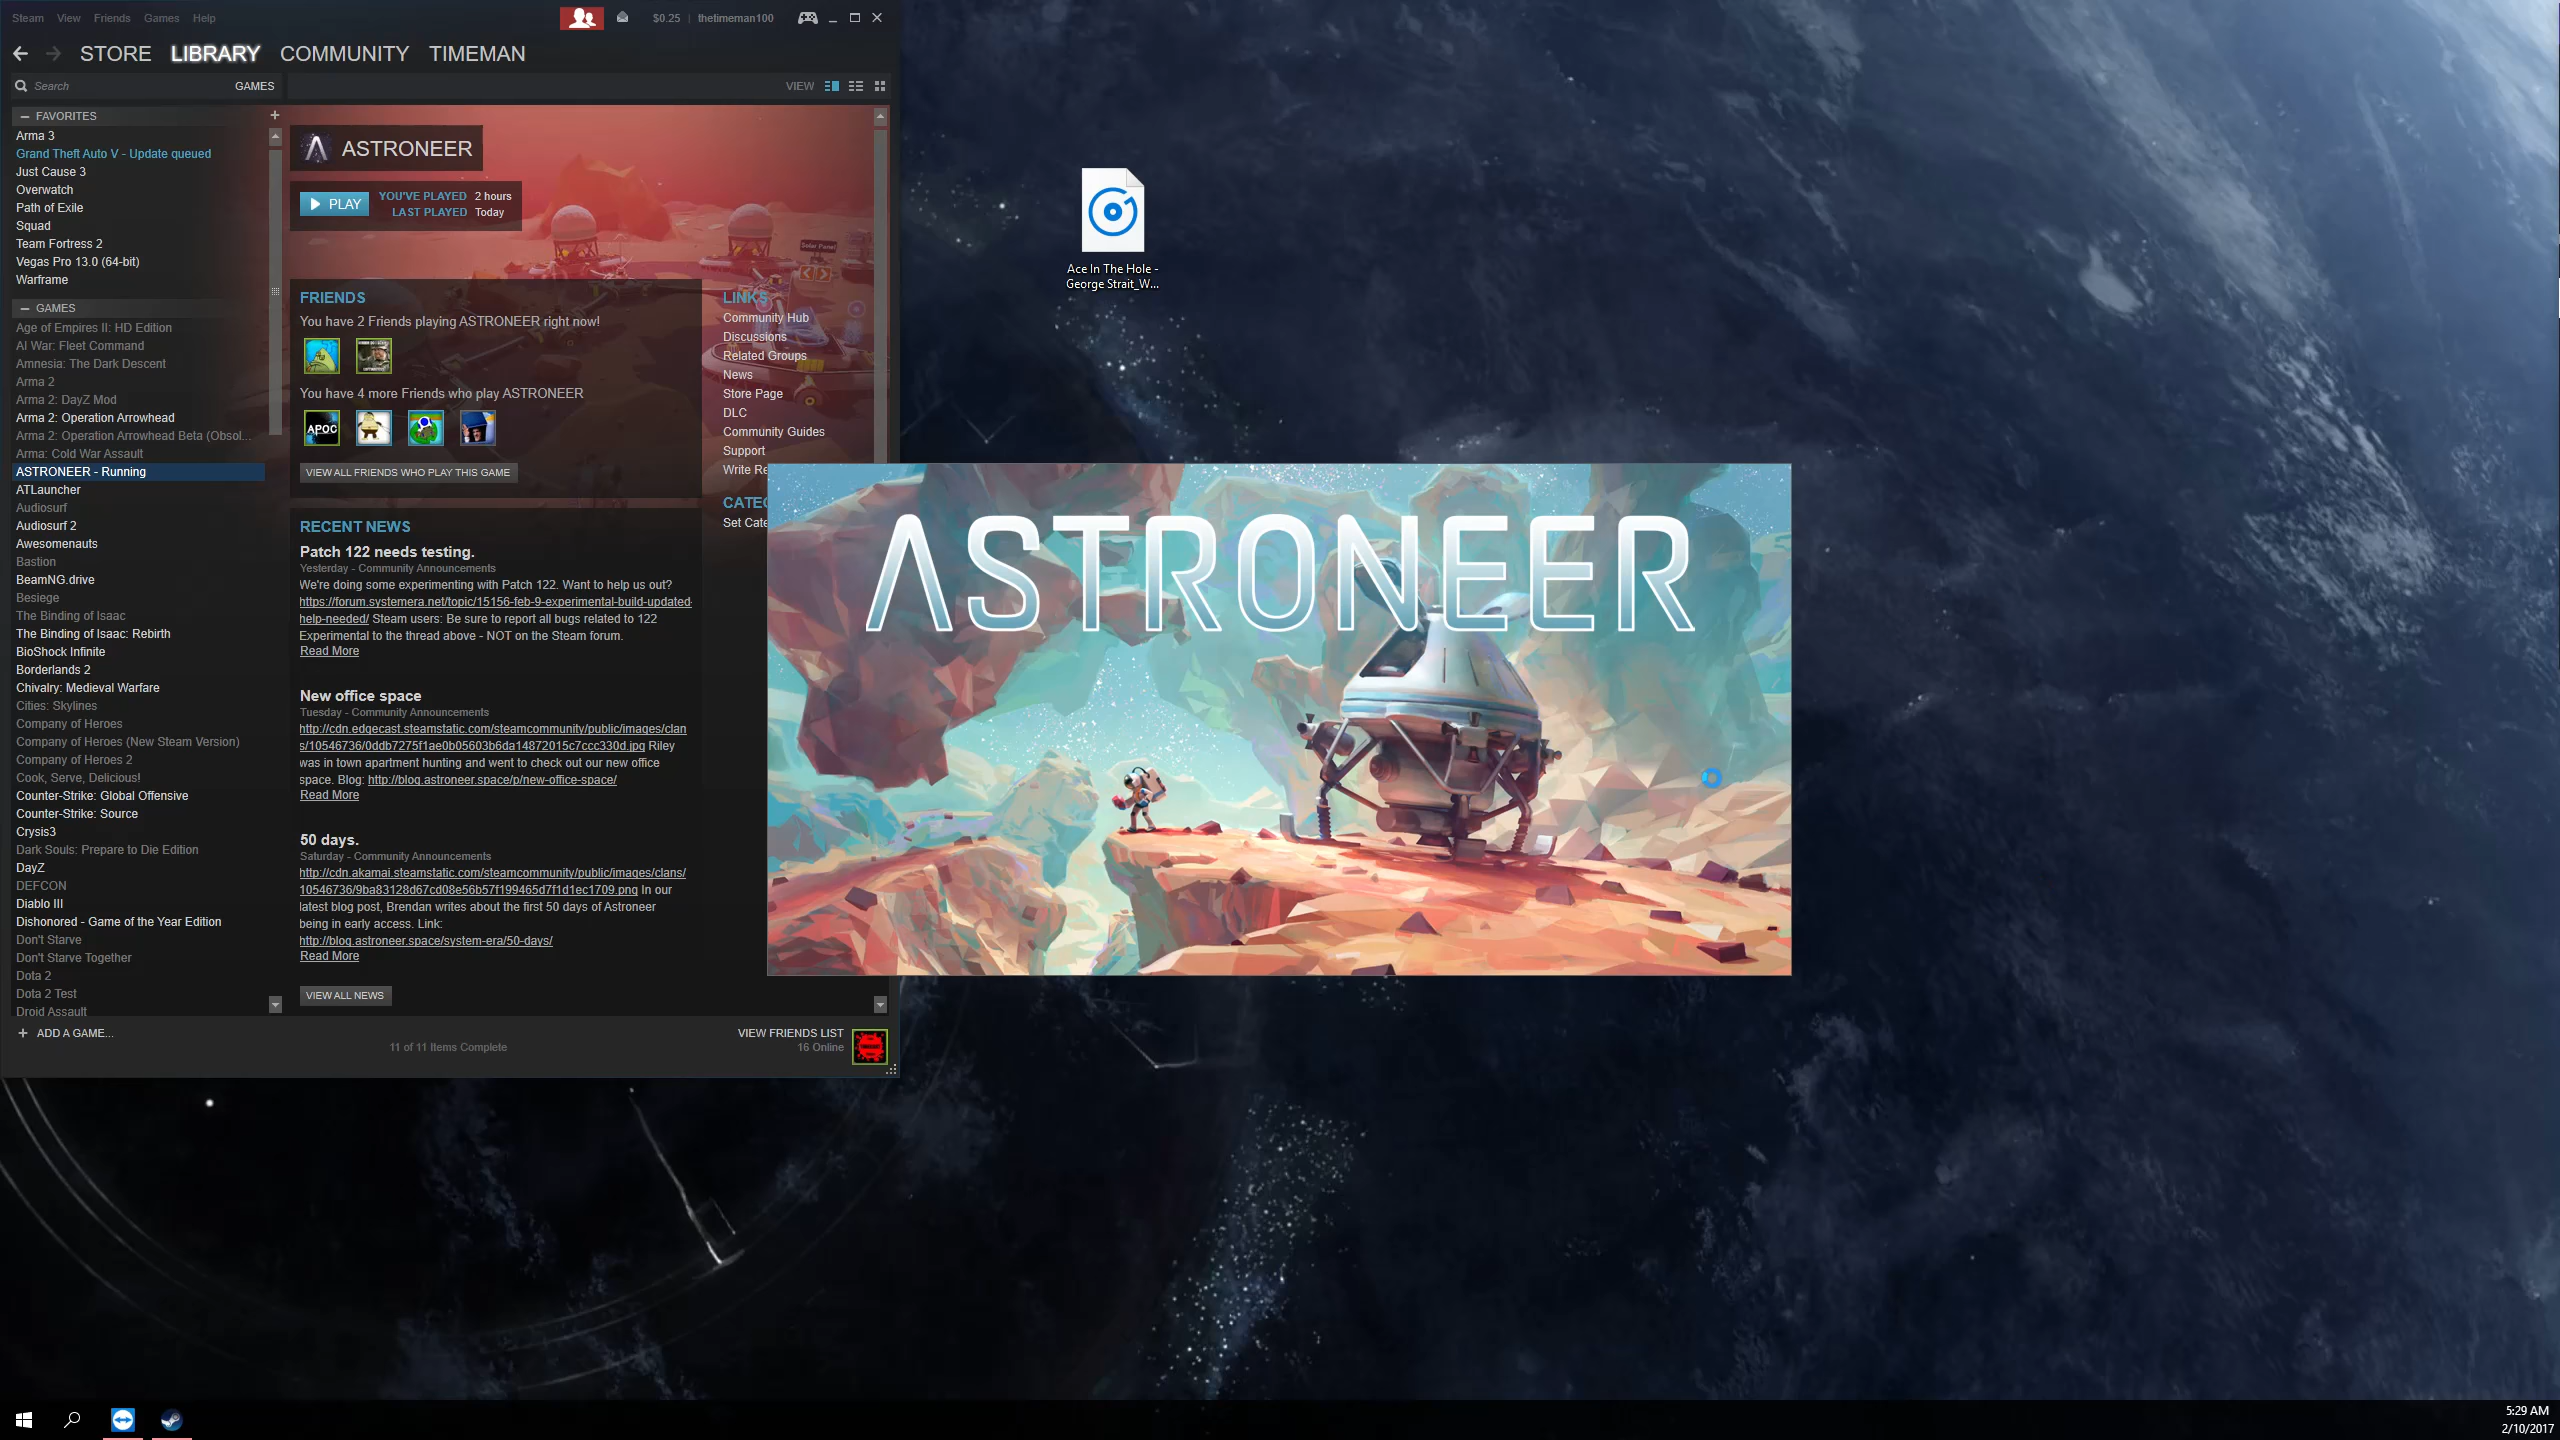 Steam View Friends Games Help
$0.25 | thetimeman100
STORE LIBRARY COMMUNITY TIMEMAN
Search GAMES
VIEW
FAVORITES
Arma 3
Grand Theft Auto V - Update queued
Just Cause 3
Overwatch
Path of Exile
Squad
Team Fortress 2
Vegas Pro 13.0 (64-bit)
Warframe
GAMES
Age of Empires II: HD Edition
AI War: Fleet Command
Amnesia: The Dark Descent
Arma 2
Arma 2: DayZ Mod
Arma 2: Operation Arrowhead
Arma 2: Operation Arrowhead Beta (Obsol...
Arma: Cold War Assault
ASTRONEER - Running
ATLauncher
Audiosurf
Audiosurf 2
Awesomenauts
Bastion
BeamNG.drive
Besiege
The Binding of Isaac
The Binding of Isaac: Rebirth
BioShock Infinite
Borderlands 2
Chivalry: Medieval Warfare
Cities: Skylines
Company of Heroes
Company of Heroes (New Steam Version)
Company of Heroes 2
Cook, Serve, Delicious!
Counter-Strike: Global Offensive
Counter-Strike: Source
Crysis3
Dark Souls: Prepare to Die Edition
DayZ
DEFCON
Diablo III
Dishonored - Game of the Year Edition
Don't Starve
Don't Starve Together
Dota 2
Dota 2 Test
Droid Assault
+ ADD A GAME...
ASTRONEER
PLAY
YOU'VE PLAYED 2 hours
LAST PLAYED Today
Solar Panel
FRIENDS
You have 2 Friends playing ASTRONEER right now!
You have 4 more Friends who play ASTRONEER
APOC
VIEW ALL FRIENDS WHO PLAY THIS GAME
LINKS
Community Hub
Discussions
Related Groups
News
Store Page
DLC
Community Guides
Support
Write Re
CATEG
Set Cate
RECENT NEWS
Patch 122 needs testing.
Yesterday - Community Announcements
We're doing some experimenting with Patch 122. Want to help us out?
https://forum.systemera.net/topic/15156-feb-9-experimental-build-updated-
help-needed/ Steam users: Be sure to report all bugs related to 122
Experimental to the thread above - NOT on the Steam forum.
Read More
New office space
Tuesday - Community Announcements
http://cdn.edgecast.steamstatic.com/steamcommunity/public/images/clan
s/10546736/0ddb7275f1ae0b05603b6da14872015c7ccc330d.jpg Riley
was in town apartment hunting and went to check out our new office
space. Blog: http://blog.astroneer.space/p/new-office-space/
Read More
50 days.
Saturday - Community Announcements
http://cdn.akamai.steamstatic.com/steamcommunity/public/images/clans/
10546736/9ba83128d67cd08e56b57f199465d7f1d1ec1709.png In our
latest blog post, Brendan writes about the first 50 days of Astroneer
being in early access. Link:
http://blog.astroneer.space/system-era/50-days/
Read More
VIEW ALL NEWS
11 of 11 Items Complete
VIEW FRIENDS LIST
16 Online
Ace In The Hole -
George Strait_W...
ASTRONEER
5:29 AM
2/10/2017